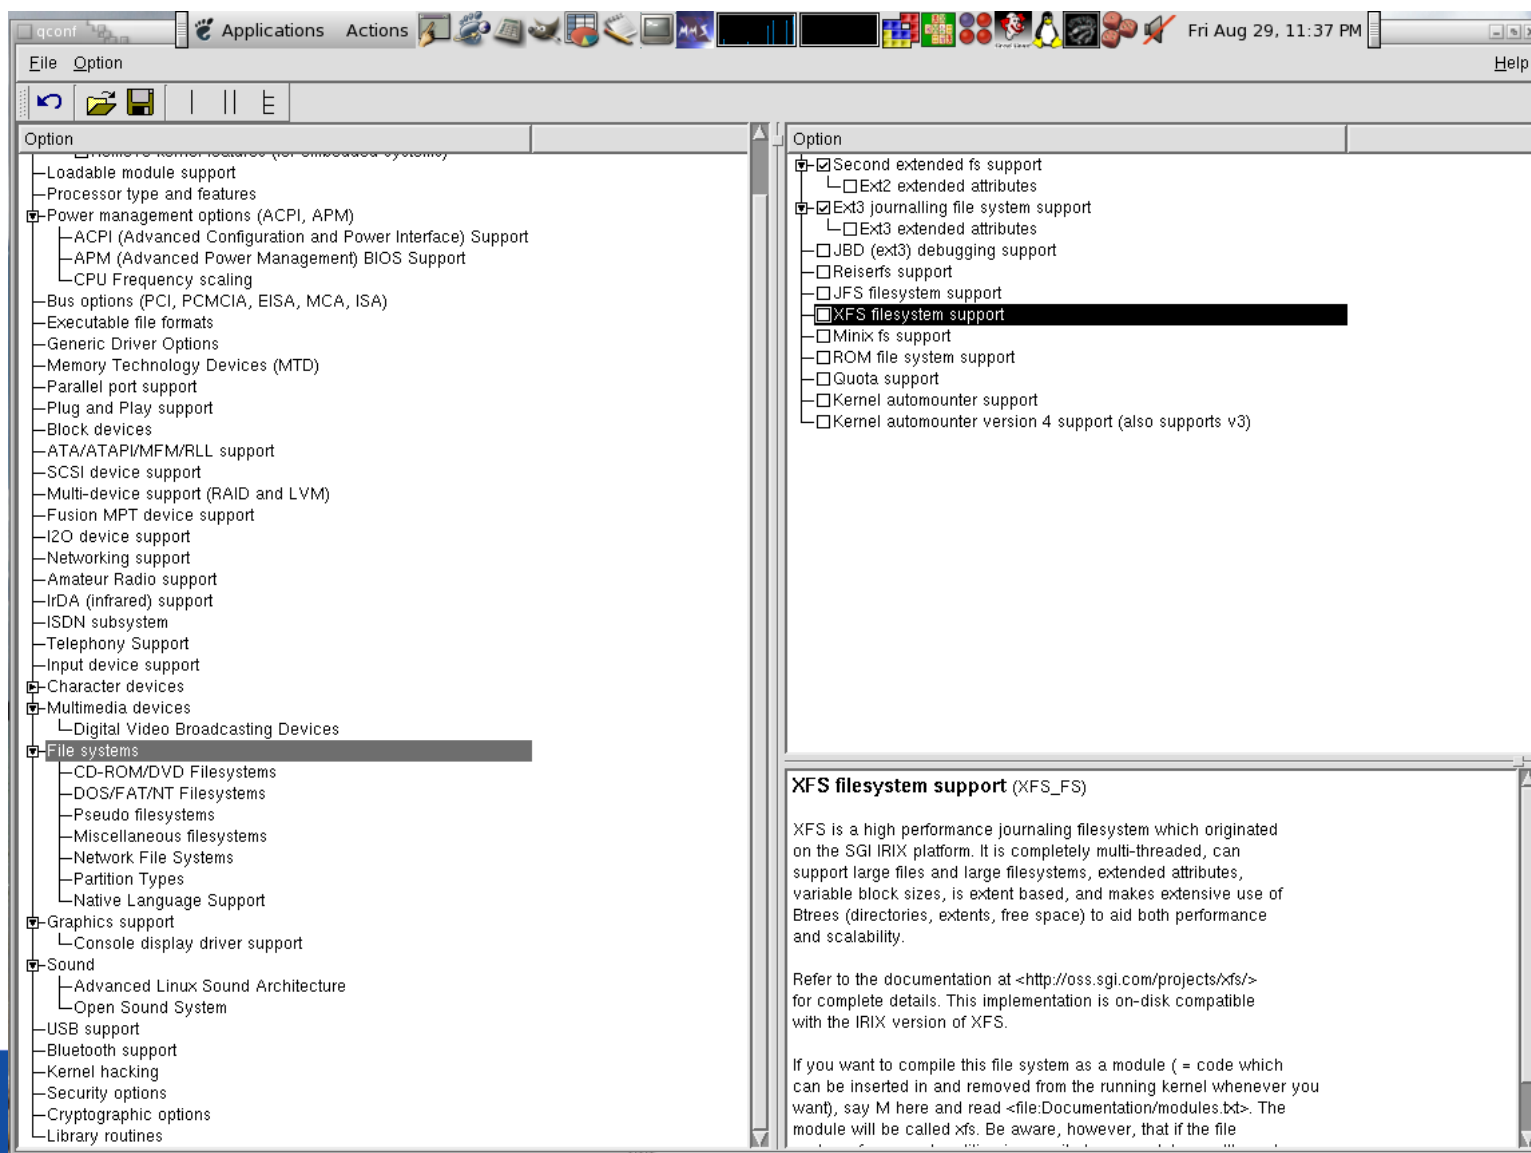 qconf
Applications Actions
Fri Aug 29, 11:37 PM
File Option
Help
Option
Loadable module support
Processor type and features
Power management options (ACPI, APM)
ACPI (Advanced Configuration and Power Interface) Support
APM (Advanced Power Management) BIOS Support
CPU Frequency scaling
Bus options (PCI, PCMCIA, EISA, MCA, ISA)
Executable file formats
Generic Driver Options
Memory Technology Devices (MTD)
Parallel port support
Plug and Play support
Block devices
ATA/ATAPI/MFM/RLL support
SCSI device support
Multi-device support (RAID and LVM)
Fusion MPT device support
I2O device support
Networking support
Amateur Radio support
IrDA (infrared) support
ISDN subsystem
Telephony Support
Input device support
Character devices
Multimedia devices
Digital Video Broadcasting Devices
File systems
CD-ROM/DVD Filesystems
DOS/FAT/NT Filesystems
Pseudo filesystems
Miscellaneous filesystems
Network File Systems
Partition Types
Native Language Support
Graphics support
Console display driver support
Sound
Advanced Linux Sound Architecture
Open Sound System
USB support
Bluetooth support
Kernel hacking
Security options
Cryptographic options
Library routines
Option
Second extended fs support
Ext2 extended attributes
Ext3 journalling file system support
Ext3 extended attributes
JBD (ext3) debugging support
Reiserfs support
JFS filesystem support
XFS filesystem support
Minix fs support
ROM file system support
Quota support
Kernel automounter support
Kernel automounter version 4 support (also supports v3)
XFS filesystem support (XFS_FS)
XFS is a high performance journaling filesystem which originated
on the SGI IRIX platform. It is completely multi-threaded, can
support large files and large filesystems, extended attributes,
variable block sizes, is extent based, and makes extensive use of
Btrees (directories, extents, free space) to aid both performance
and scalability.
Refer to the documentation at <http://oss.sgi.com/projects/xfs/>
for complete details. This implementation is on-disk compatible
with the IRIX version of XFS.
If you want to compile this file system as a module ( = code which
can be inserted in and removed from the running kernel whenever you
want), say M here and read <file:Documentation/modules.txt>. The
module will be called xfs. Be aware, however, that if the file